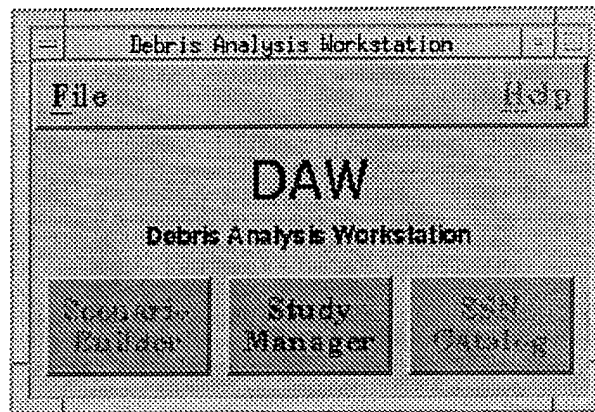 Debris Analysis Workstation
File Help
DAW
Debris Analysis Workstation
Scenario Study SSN
Builder Manager Catalog